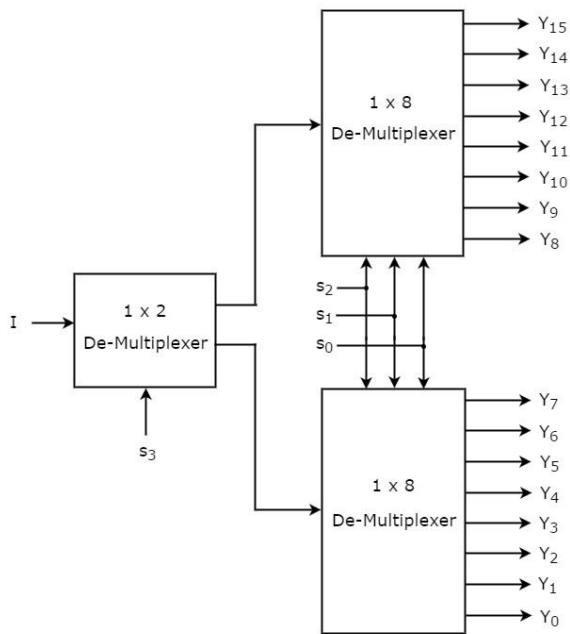 Y15
Y14
Y13
1 x 8
De-Multiplexer
Y12
Y11
Y10
Y9
Y8
s2
s1
s0
1 x 2
De-Multiplexer
I
s3
Y7
Y6
Y5
1 x 8
De-Multiplexer
Y4
Y3
Y2
Y1
Y0